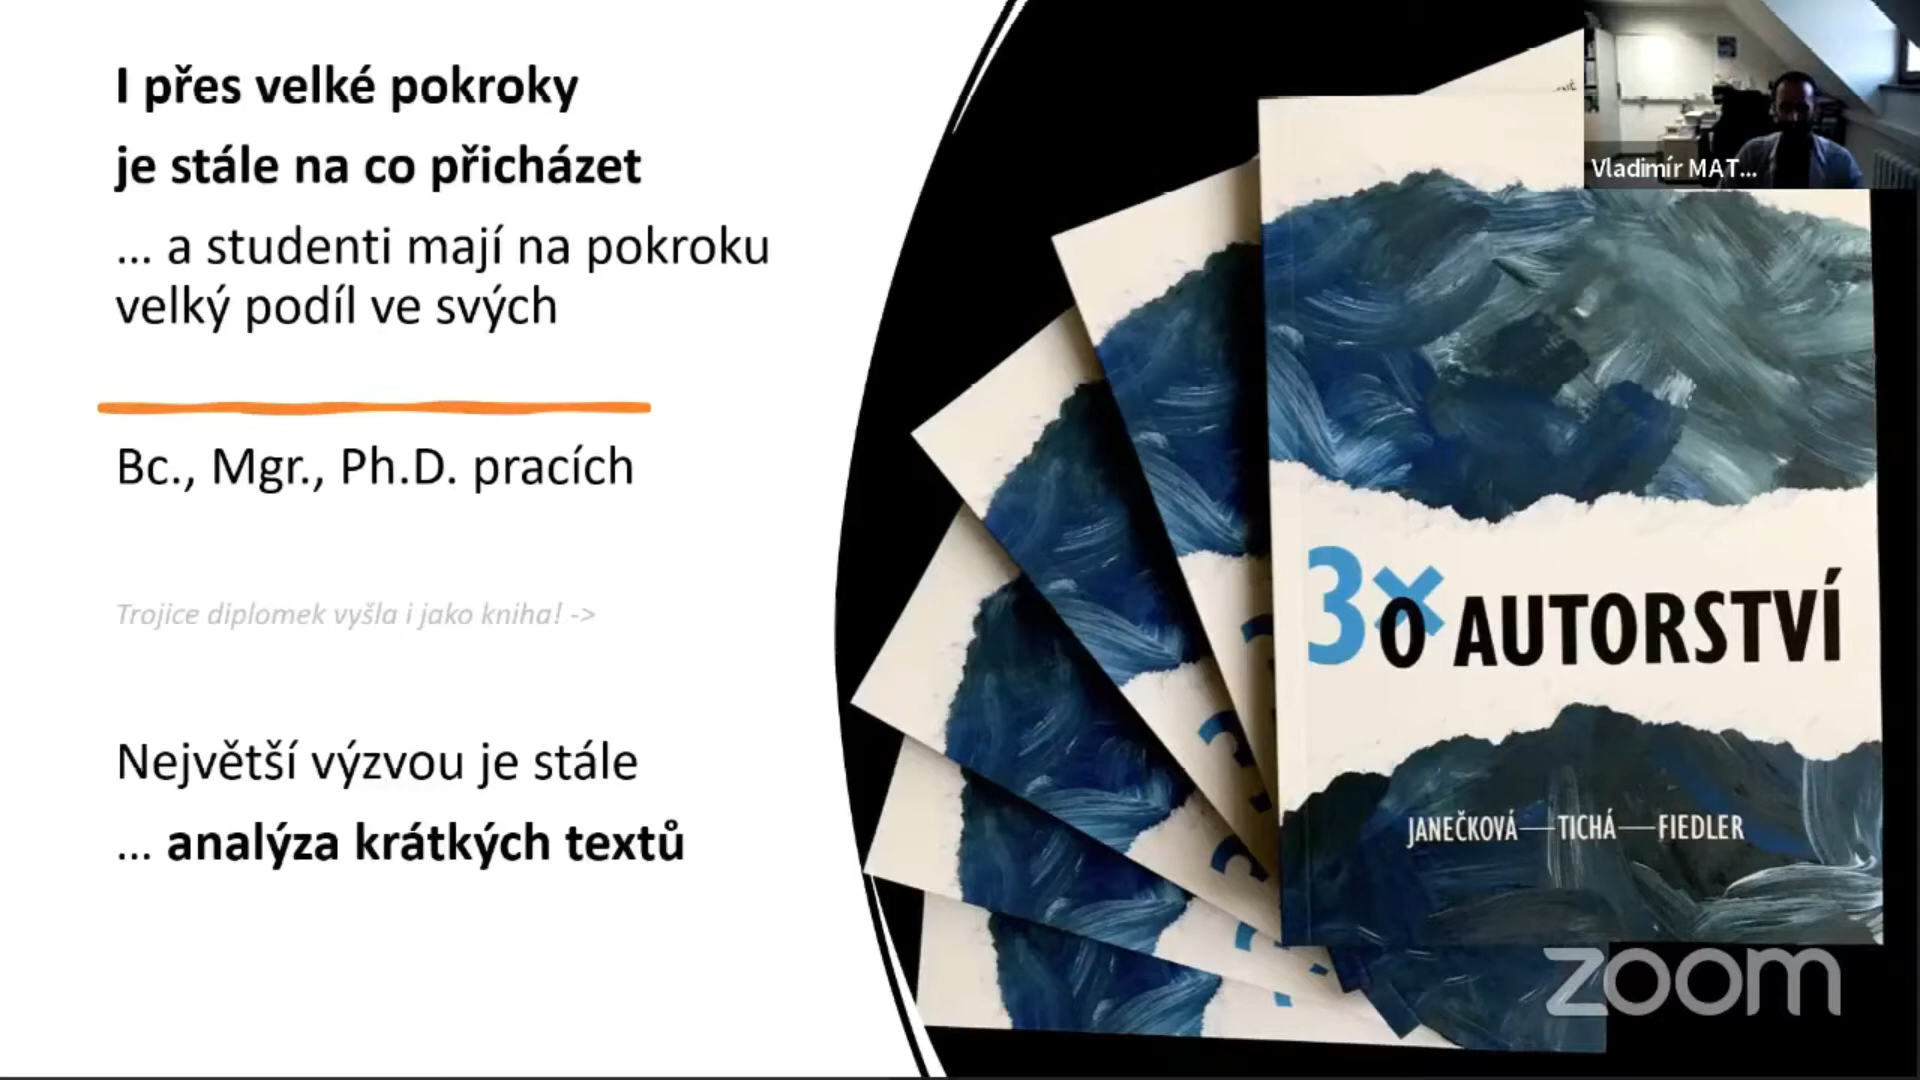 I přes velké pokroky
je stále na co přicházet
... a studenti mají na pokroku
velký podíl ve svých
Bc., Mgr., Ph.D. pracích
Trojice diplomek vyšla i jako kniha! ->
Největší výzvou je stále
... analýza krátkých textů
Vladimír MAT...
3×
O AUTORSTVÍ
JANEČKOVÁ—TICHÁ—FIEDLER
zoom